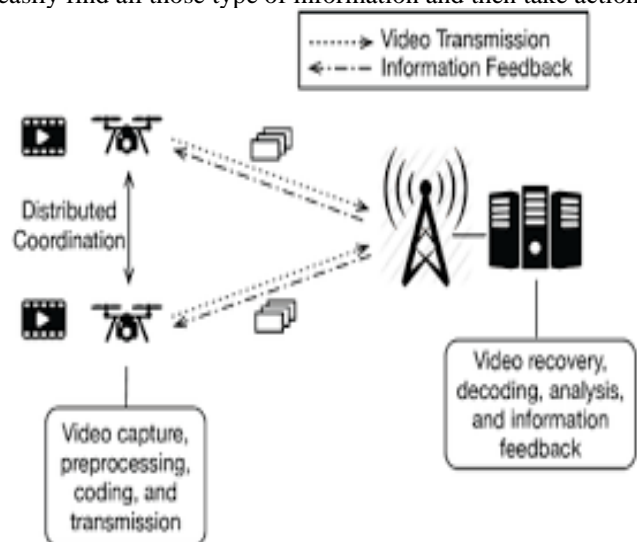 easily find all those type of information and then take action
Video Transmission
Information Feedback
Distributed
Coordination
Video recovery,
decoding, analysis,
and information
feedback
Video capture,
preprocessing,
coding, and
transmission